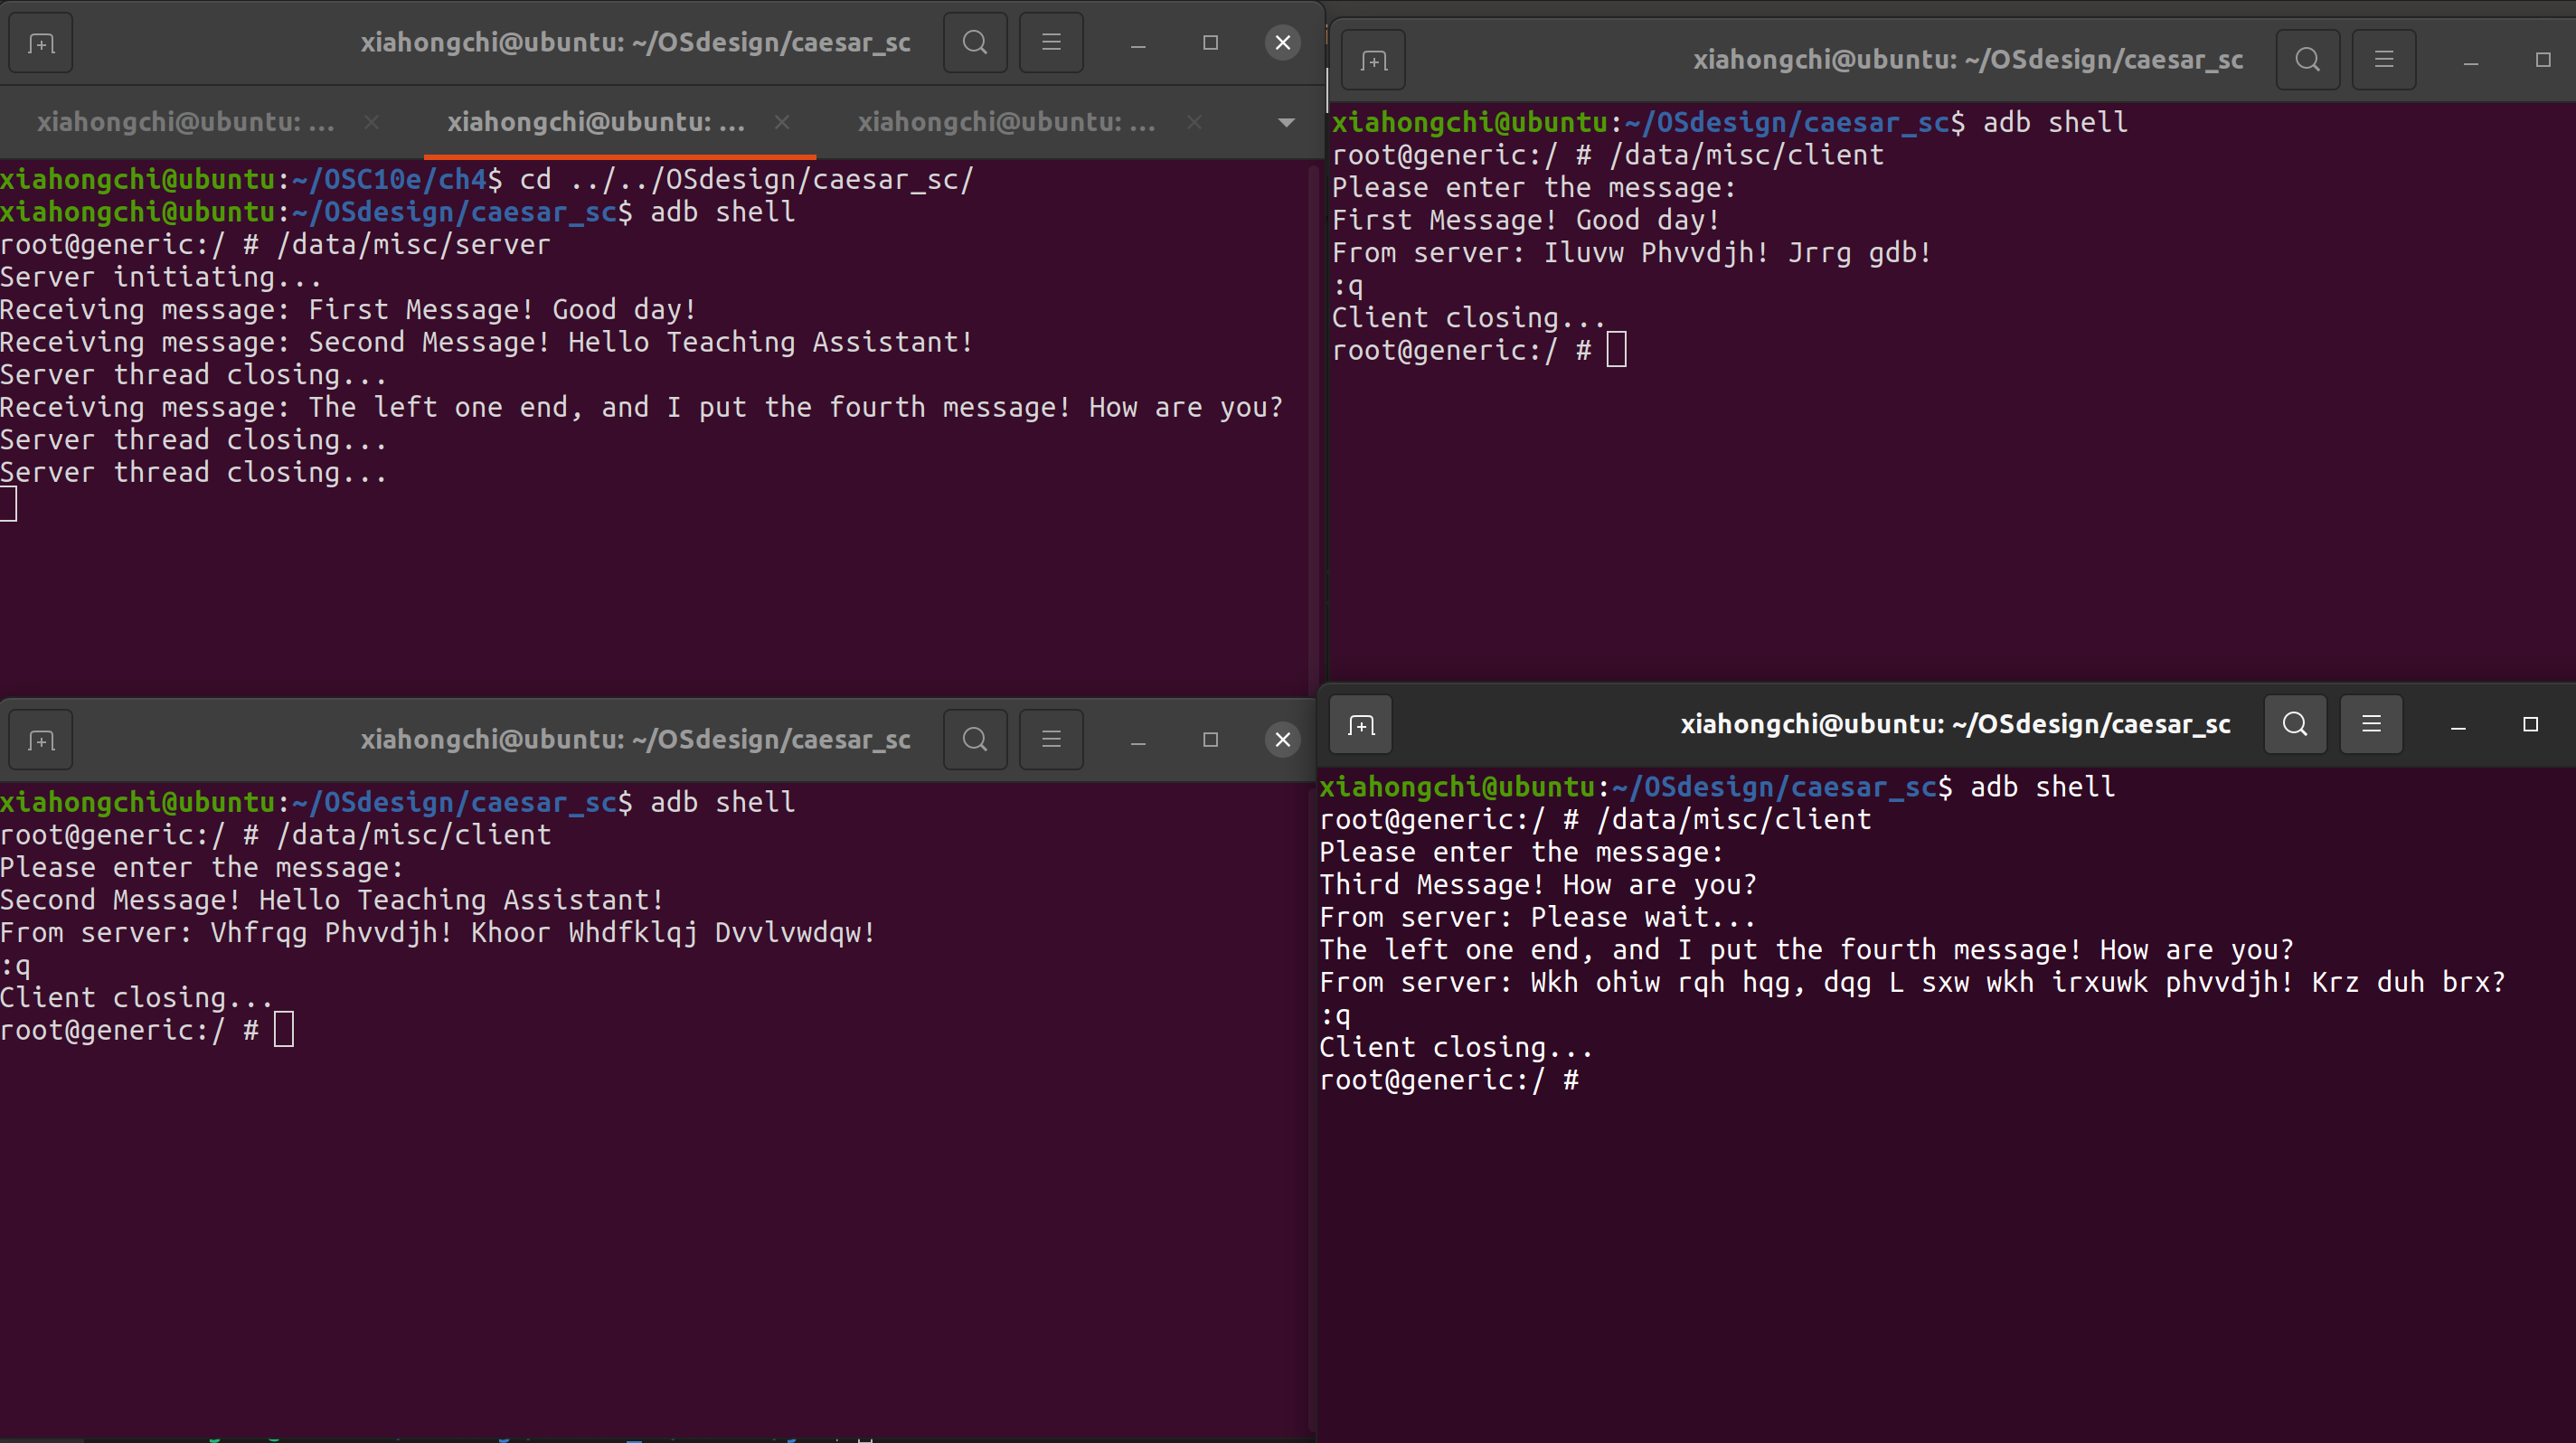 xiahongchi@ubuntu: ~/OSdesign/caesar_sc
xiahongchi@ubuntu: ...
xiahongchi@ubuntu: ...
xiahongchi@ubuntu: ...
xiahongchi@ubuntu:~/OSC10e/ch4$ cd ../../OSdesign/caesar_sc/
xiahongchi@ubuntu:~/OSdesign/caesar_sc$ adb shell
root@generic:/ # /data/misc/server
Server initiating...
Receiving message: First Message! Good day!
Receiving message: Second Message! Hello Teaching Assistant!
Server thread closing...
Receiving message: The left one end, and I put the fourth message! How are you?
Server thread closing...
Server thread closing...
xiahongchi@ubuntu: ~/OSdesign/caesar_sc
xiahongchi@ubuntu:~/OSdesign/caesar_sc$ adb shell
root@generic:/ # /data/misc/client
Please enter the message:
First Message! Good day!
From server: Iluvw Phvvdjh! Jrrg gdb!
:q
Client closing...
root@generic:/ #
xiahongchi@ubuntu: ~/OSdesign/caesar_sc
xiahongchi@ubuntu:~/OSdesign/caesar_sc$ adb shell
root@generic:/ # /data/misc/client
Please enter the message:
Second Message! Hello Teaching Assistant!
From server: Vhfrqg Phvvdjh! Khoor Whdfklqj Dvvlvwdqw!
:q
Client closing...
root@generic:/ #
xiahongchi@ubuntu: ~/OSdesign/caesar_sc
xiahongchi@ubuntu:~/OSdesign/caesar_sc$ adb shell
root@generic:/ # /data/misc/client
Please enter the message:
Third Message! How are you?
From server: Please wait...
The left one end, and I put the fourth message! How are you?
From server: Wkh ohiw rqh hqg, dqg L sxw wkh irxuwk phvvdjh! Krz duh brx?
:q
Client closing...
root@generic:/ #